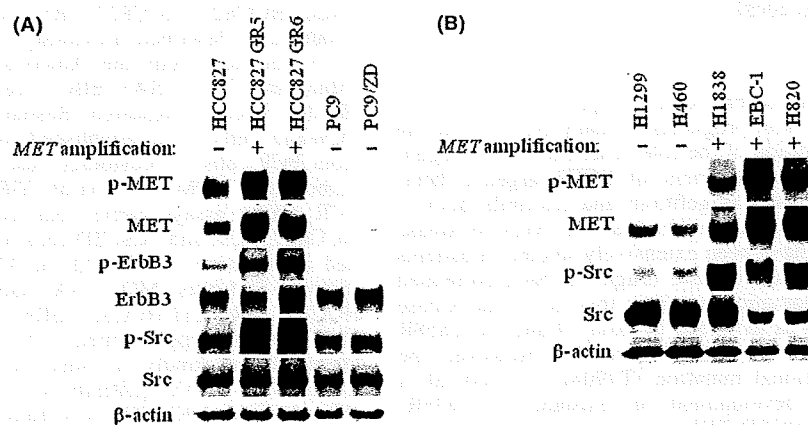 (A)
HCC827
HCC827 GR5
HCC827 GR6
PC9
PC9/ZD
MET amplification: - + + - -
p-MET
MET
p-ErbB3
ErbB3
p-Src
Src
β-actin
(B)
H1299
H460
H1838
EBC-1
H820
MET amplification: - - + + +
p-MET
MET
p-Src
Src
β-actin